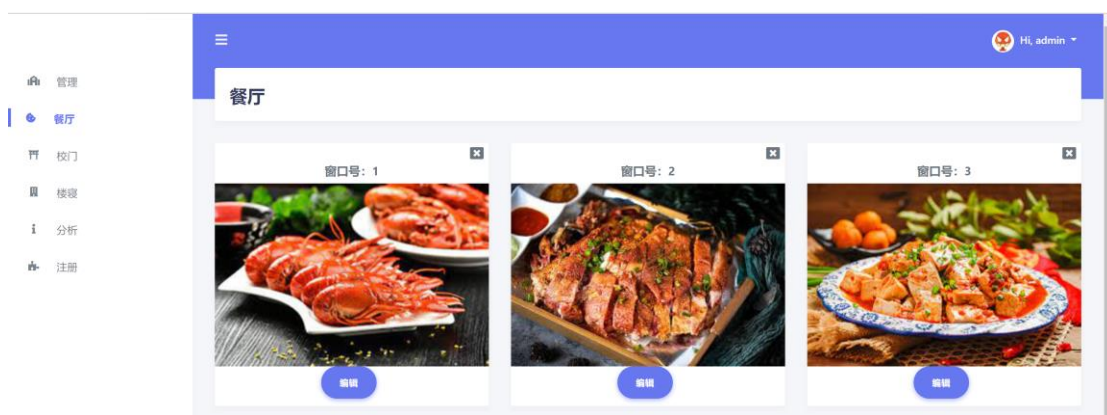 Hi, admin
管理
餐厅
校门
楼寝
分析
注册
餐厅
窗口号：1
窗口号：2
窗口号：3
编辑
编辑
编辑